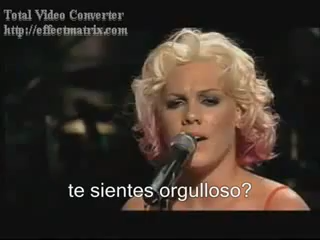 Total Video Converter
http://effectmatrix.com
te sientes orgulloso?